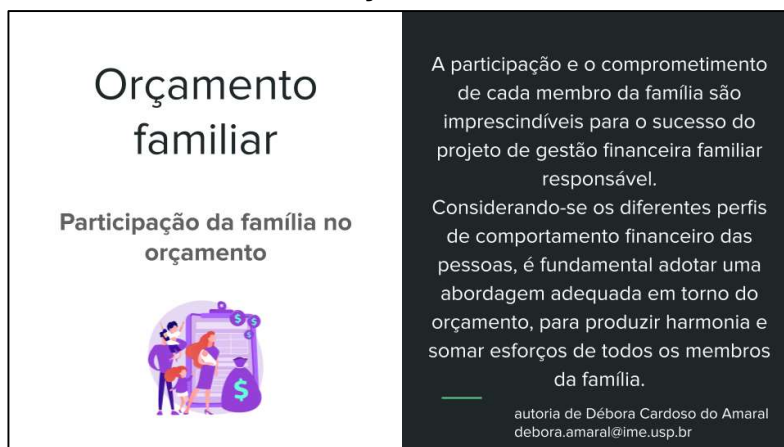 Orçamento
familiar
Participação da família no
orçamento
$
$
$
$
A participação e o comprometimento
de cada membro da família são
imprescindíveis para o sucesso do
projeto de gestão financeira familiar
responsável.
Considerando-se os diferentes perfis
de comportamento financeiro das
pessoas, é fundamental adotar uma
abordagem adequada em torno do
orçamento, para produzir harmonia e
somar esforços de todos os membros
da família.
autoria de Débora Cardoso do Amaral
debora.amaral@ime.usp.br